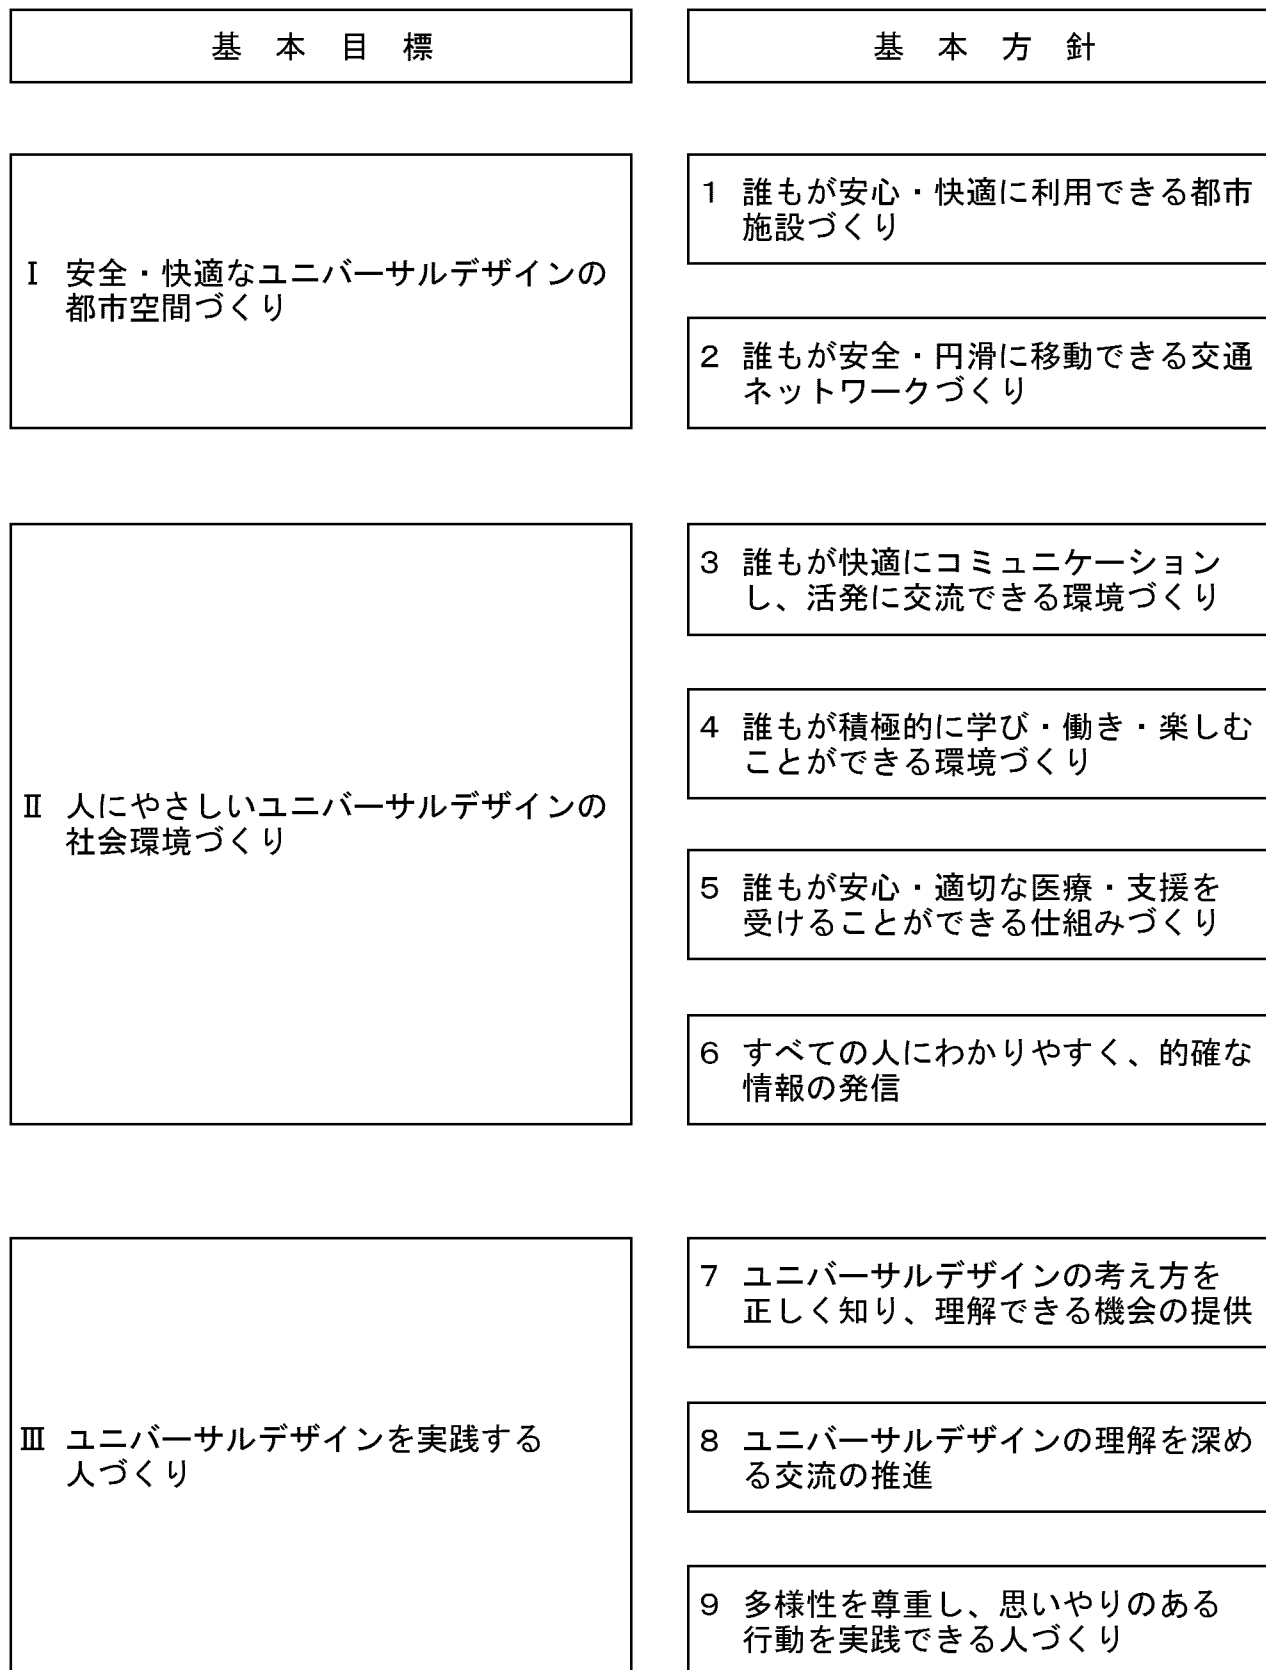 基本目標
基本方針
Ⅰ 安全・快適なユニバーサルデザインの
都市空間づくり
1 誰もが安心・快適に利用できる都市
施設づくり
2 誰もが安全・円滑に移動できる交通
ネットワークづくり
Ⅱ 人にやさしいユニバーサルデザインの
社会環境づくり
3 誰もが快適にコミュニケーション
し、活発に交流できる環境づくり
4 誰もが積極的に学び・働き・楽しむ
ことができる環境づくり
5 誰もが安心・適切な医療・支援を
受けることができる仕組みづくり
6 すべての人にわかりやすく、的確な
情報の発信
Ⅲ ユニバーサルデザインを実践する
人づくり
7 ユニバーサルデザインの考え方を
正しく知り、理解できる機会の提供
8 ユニバーサルデザインの理解を深め
る交流の推進
9 多様性を尊重し、思いやりのある
行動を実践できる人づくり